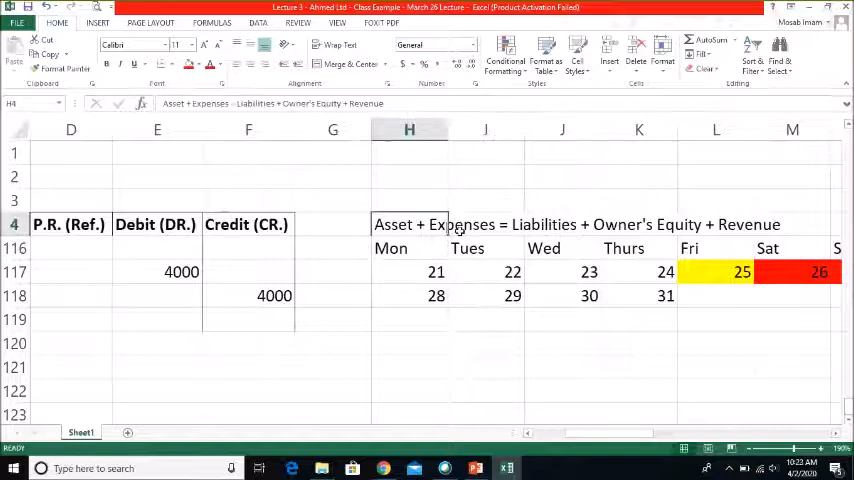 Lecture 3 - Ahmed Ltd - Class Example - March 26 Lecture - Excel (Product Activation Failed)
FILE HOME INSERT PAGE LAYOUT FORMULAS DATA REVIEW VIEW FOXIT PDF Mosab Imam
Cut
Copy
Format Painter
Paste
Clipboard
Calibri 11
B I U
Font
Wrap Text
Merge & Center
Alignment
General
$ % ,
Number
Conditional Formatting
Format as Table
Cell Styles
Styles
Insert Delete Format
Cells
AutoSum
Fill
Clear
Sort & Filter
Find & Select
Editing
H4 fx Asset + Expenses = Liabilities + Owner's Equity + Revenue
D E F G H I J K L M
1
2
3
4 P.R. (Ref.) Debit (DR.) Credit (CR.) Asset + Expenses = Liabilities + Owner's Equity + Revenue
116 Mon Tues Wed Thurs Fri Sat S
117 4000 21 22 23 24 25 26
118 4000 28 29 30 31
119
120
121
122
123
Sheet1
READY 190%
Type here to search
10:23 AM
4/2/2020